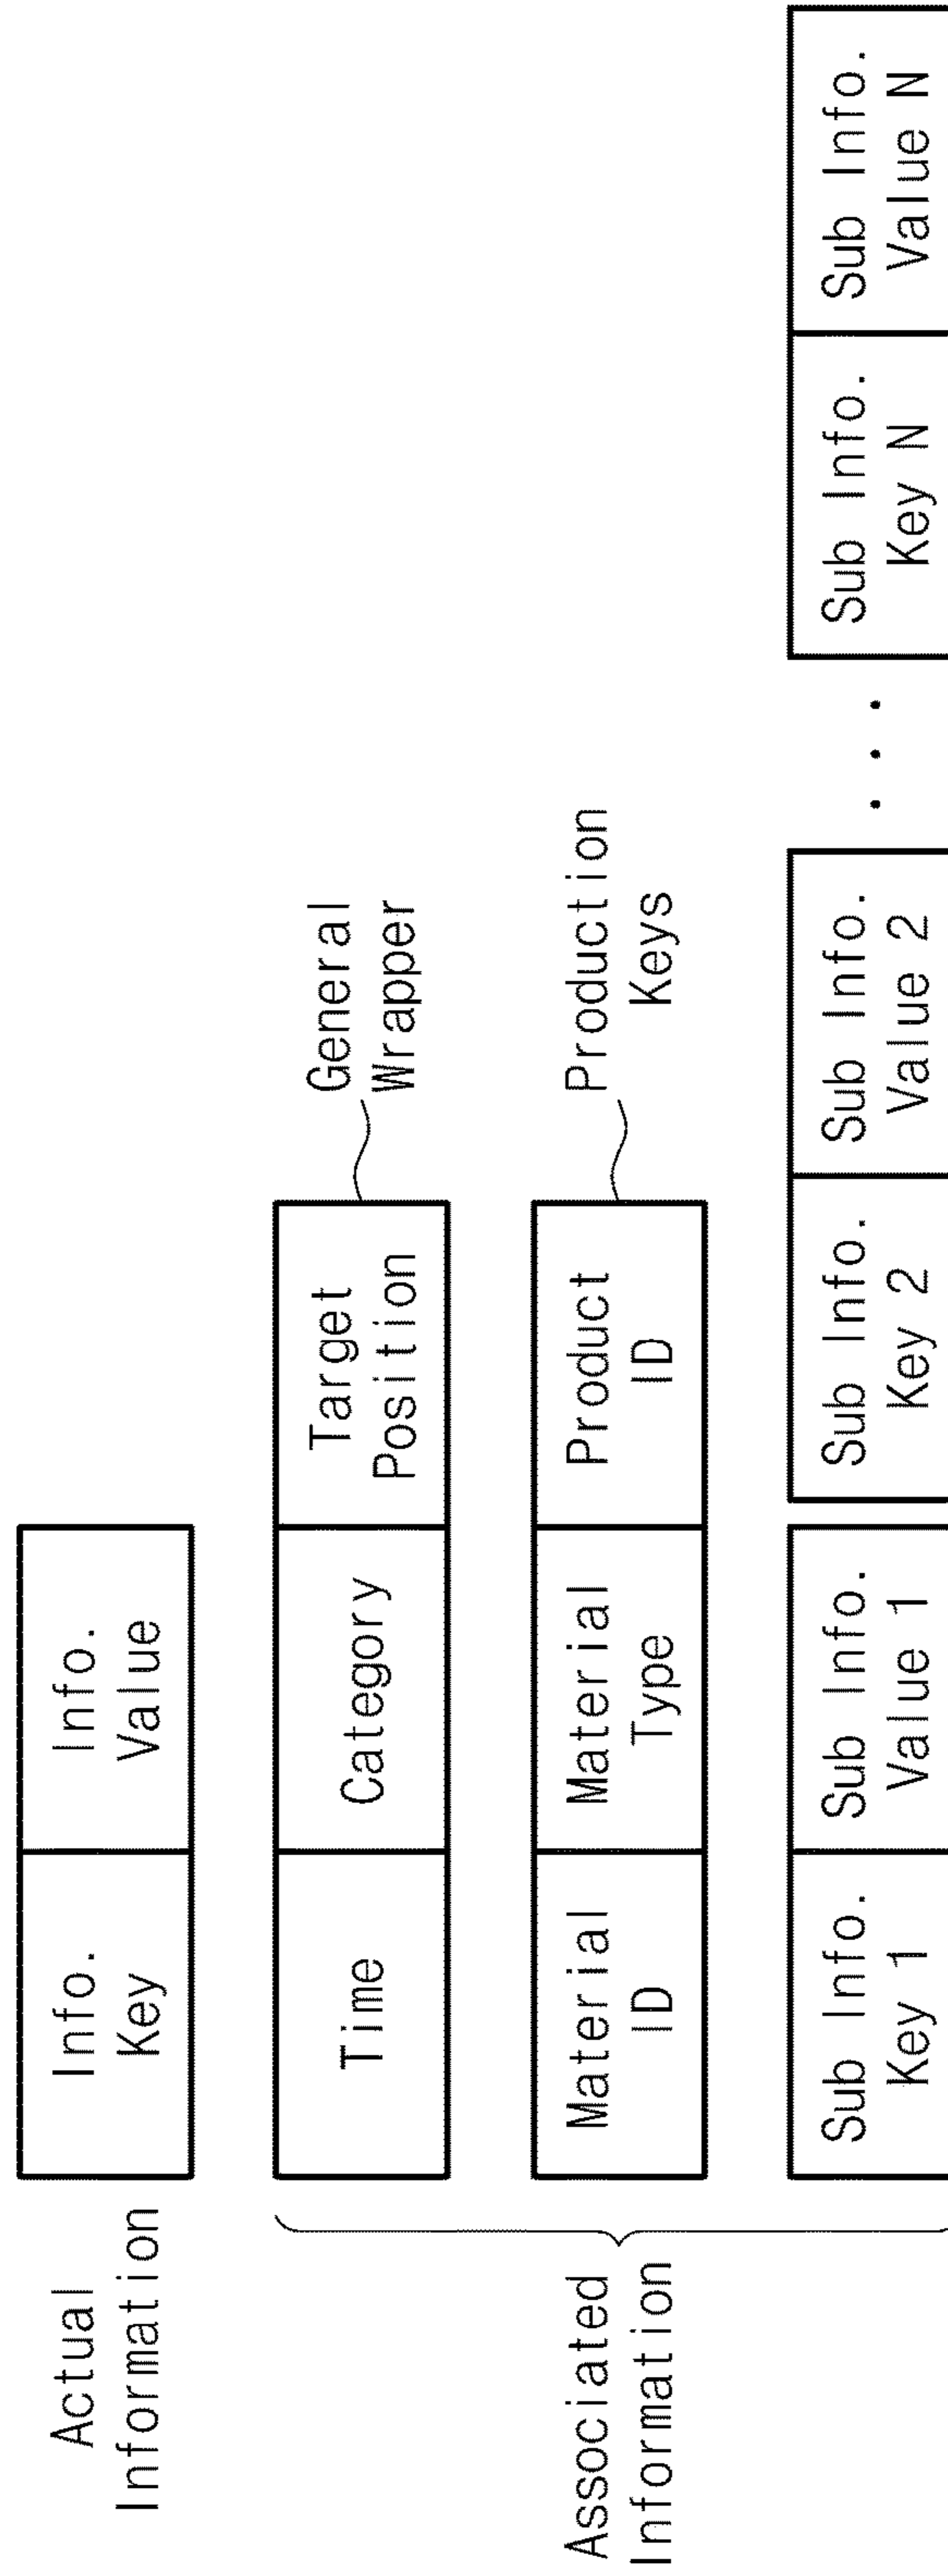 Actual
Information
Info.
Key
Info.
Value
Associated
Information
Time
Category
Target
Position
General
Wrapper
Material
ID
Material
Type
Product
ID
Production
Keys
Sub Info.
Key 1
Sub Info.
Value 1
Sub Info.
Key 2
Sub Info.
Value 2
. . .
Sub Info.
Key N
Sub Info.
Value N